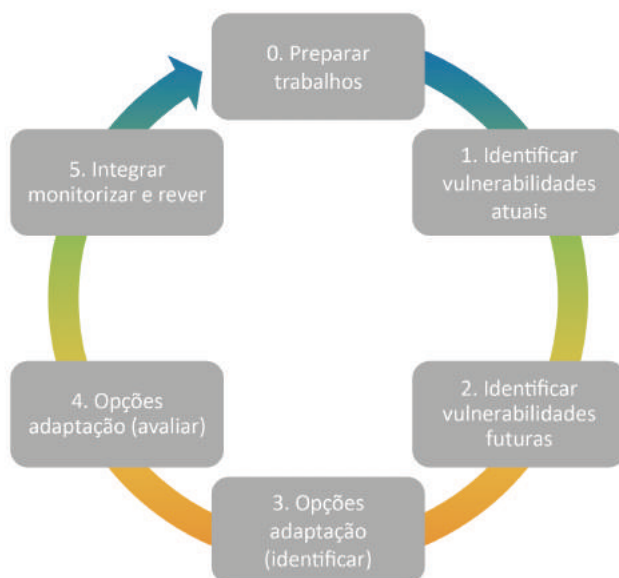 0. Preparar
trabalhos
1. Identificar
vulnerabilidades
atuais
2. Identificar
vulnerabilidades
futuras
3. Opções
adaptação
(identificar)
4. Opções
adaptação (avaliar)
5. Integrar
monitorizar e rever